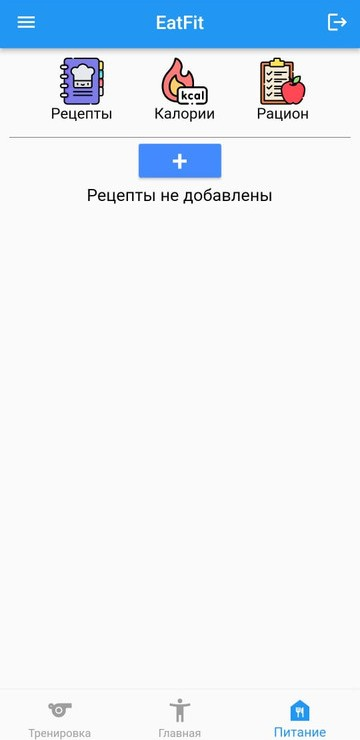 EatFit
kcal
Рецепты
Калории
Рацион
+
Рецепты не добавлены
Тренировка
Главная
Питание